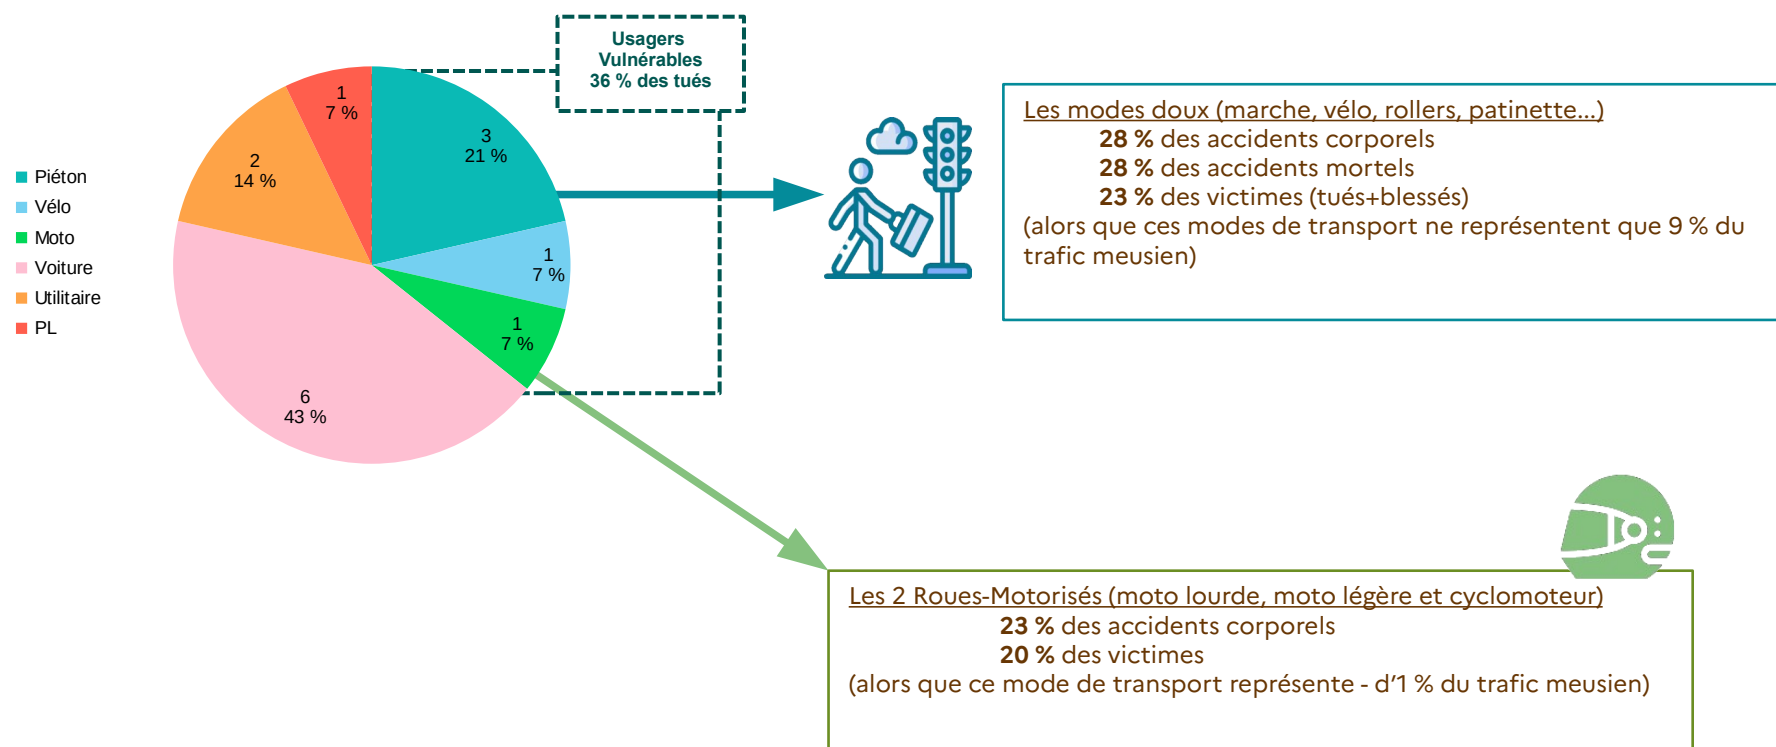 Usagers
Vulnérables
36 % des tués
1
7 %
3
21 %
2
14 %
1
7 %
1
7 %
6
43 %
Piéton
Vélo
Moto
Voiture
Utilitaire
PL
Les modes doux (marche, vélo, rollers, patinette...)
28 % des accidents corporels
28 % des accidents mortels
23 % des victimes (tués+blessés)
(alors que ces modes de transport ne représentent que 9 % du
trafic meusien)
Les 2 Roues-Motorisés (moto lourde, moto légère et cyclomoteur)
23 % des accidents corporels
20 % des victimes
(alors que ce mode de transport représente - d'1 % du trafic meusien)